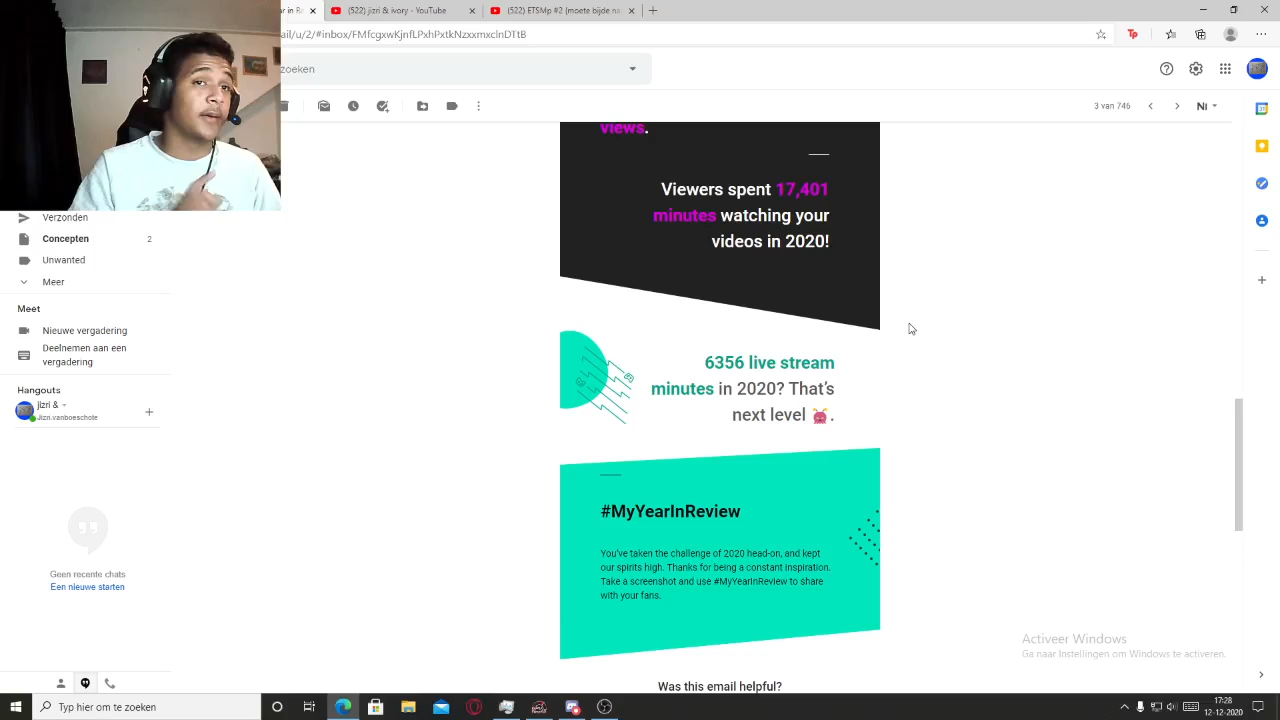 (522) Jizri & ivory - YouTube
(522) ETSMp #2 (moete bijde na
ail/u/2/#inbox/FMfcgxwKjnfLPxhPxtkNzxxmxclnDTtB
zoeken
3 van 746
Verzonden
Concepten 2
Unwanted
Meer
Meet
Nieuwe vergadering
Deelnemen aan een
vergadering
Hangouts
jizri &
Geen recente chats
Een nieuwe starten
views.
Viewers spent 17,401
minutes watching your
videos in 2020!
6356 live stream
minutes in 2020? That's
next level 👾.
#MyYearInReview
You've taken the challenge of 2020 head-on, and kept
our spirits high. Thanks for being a constant inspiration.
Take a screenshot and use #MyYearInReview to share
with your fans.
Was this email helpful?
Activeer Windows
Ga naar Instellingen om Windows te activeren.
Typ hier om te zoeken
17:28
12-12-2020